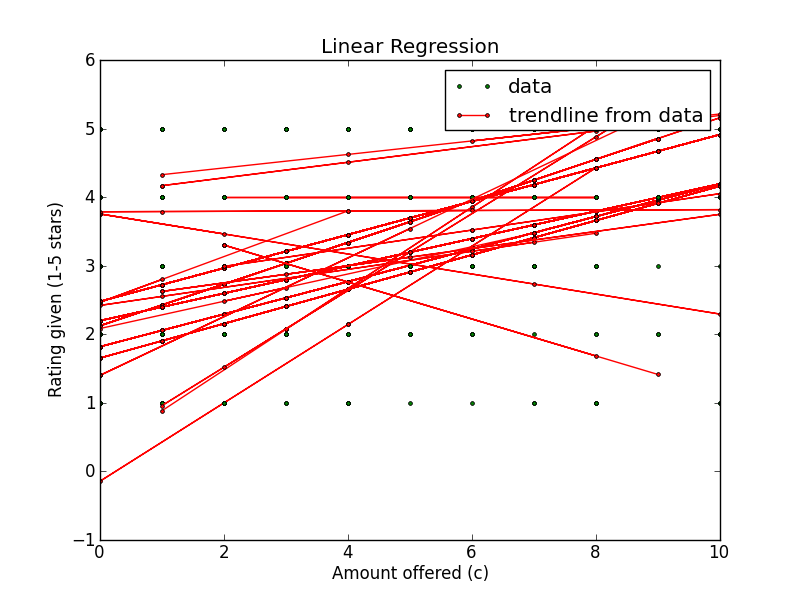 Linear Regression
data
trendline from data
6
5
4
3
2
1
0
−1
Rating given (1-5 stars)
0 2 4 6 8 10
Amount offered (c)